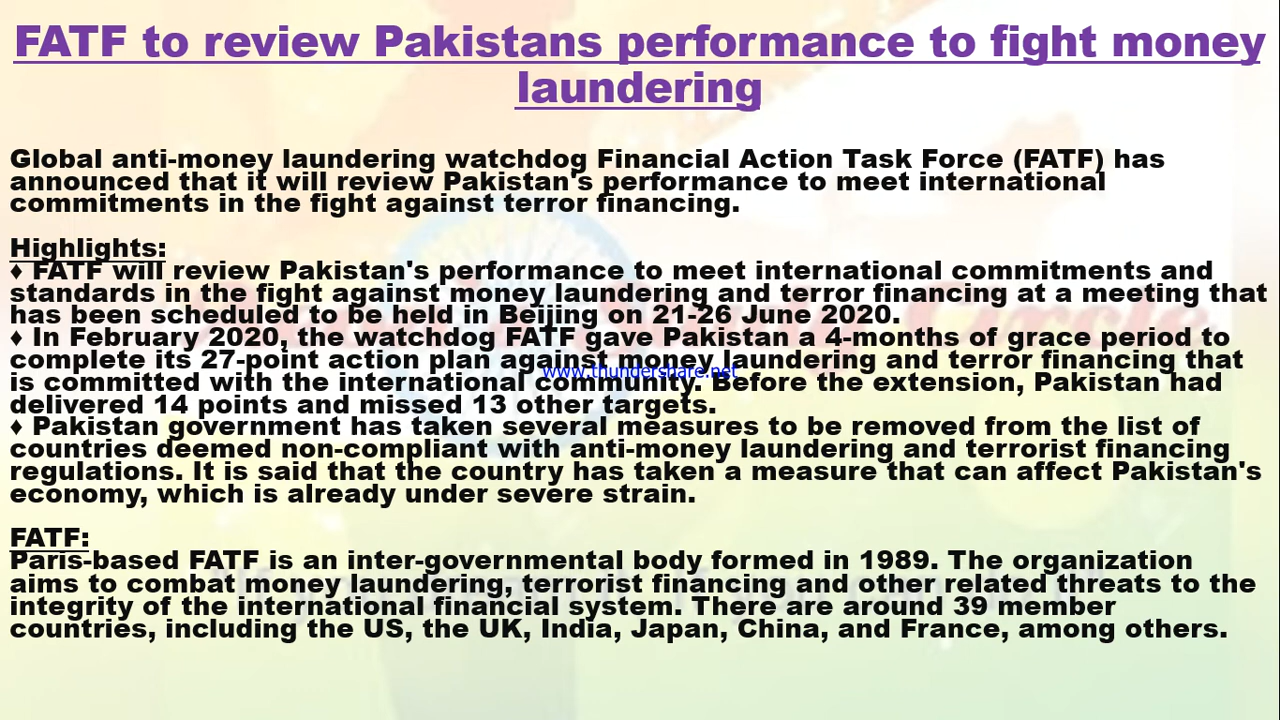 FATF to review Pakistans performance to fight money
laundering
Global anti-money laundering watchdog Financial Action Task Force (FATF) has
announced that it will review Pakistan's performance to meet international
commitments in the fight against terror financing.
Highlights:
♦ FATF will review Pakistan's performance to meet international commitments and
standards in the fight against money laundering and terror financing at a meeting that
has been scheduled to be held in Beijing on 21-26 June 2020.
♦ In February 2020, the watchdog FATF gave Pakistan a 4-months of grace period to
complete its 27-point action plan against money laundering and terror financing that
www.thundershare.net
is committed with the international community. Before the extension, Pakistan had
delivered 14 points and missed 13 other targets.
♦ Pakistan government has taken several measures to be removed from the list of
countries deemed non-compliant with anti-money laundering and terrorist financing
regulations. It is said that the country has taken a measure that can affect Pakistan's
economy, which is already under severe strain.
FATF:
Paris-based FATF is an inter-governmental body formed in 1989. The organization
aims to combat money laundering, terrorist financing and other related threats to the
integrity of the international financial system. There are around 39 member
countries, including the US, the UK, India, Japan, China, and France, among others.